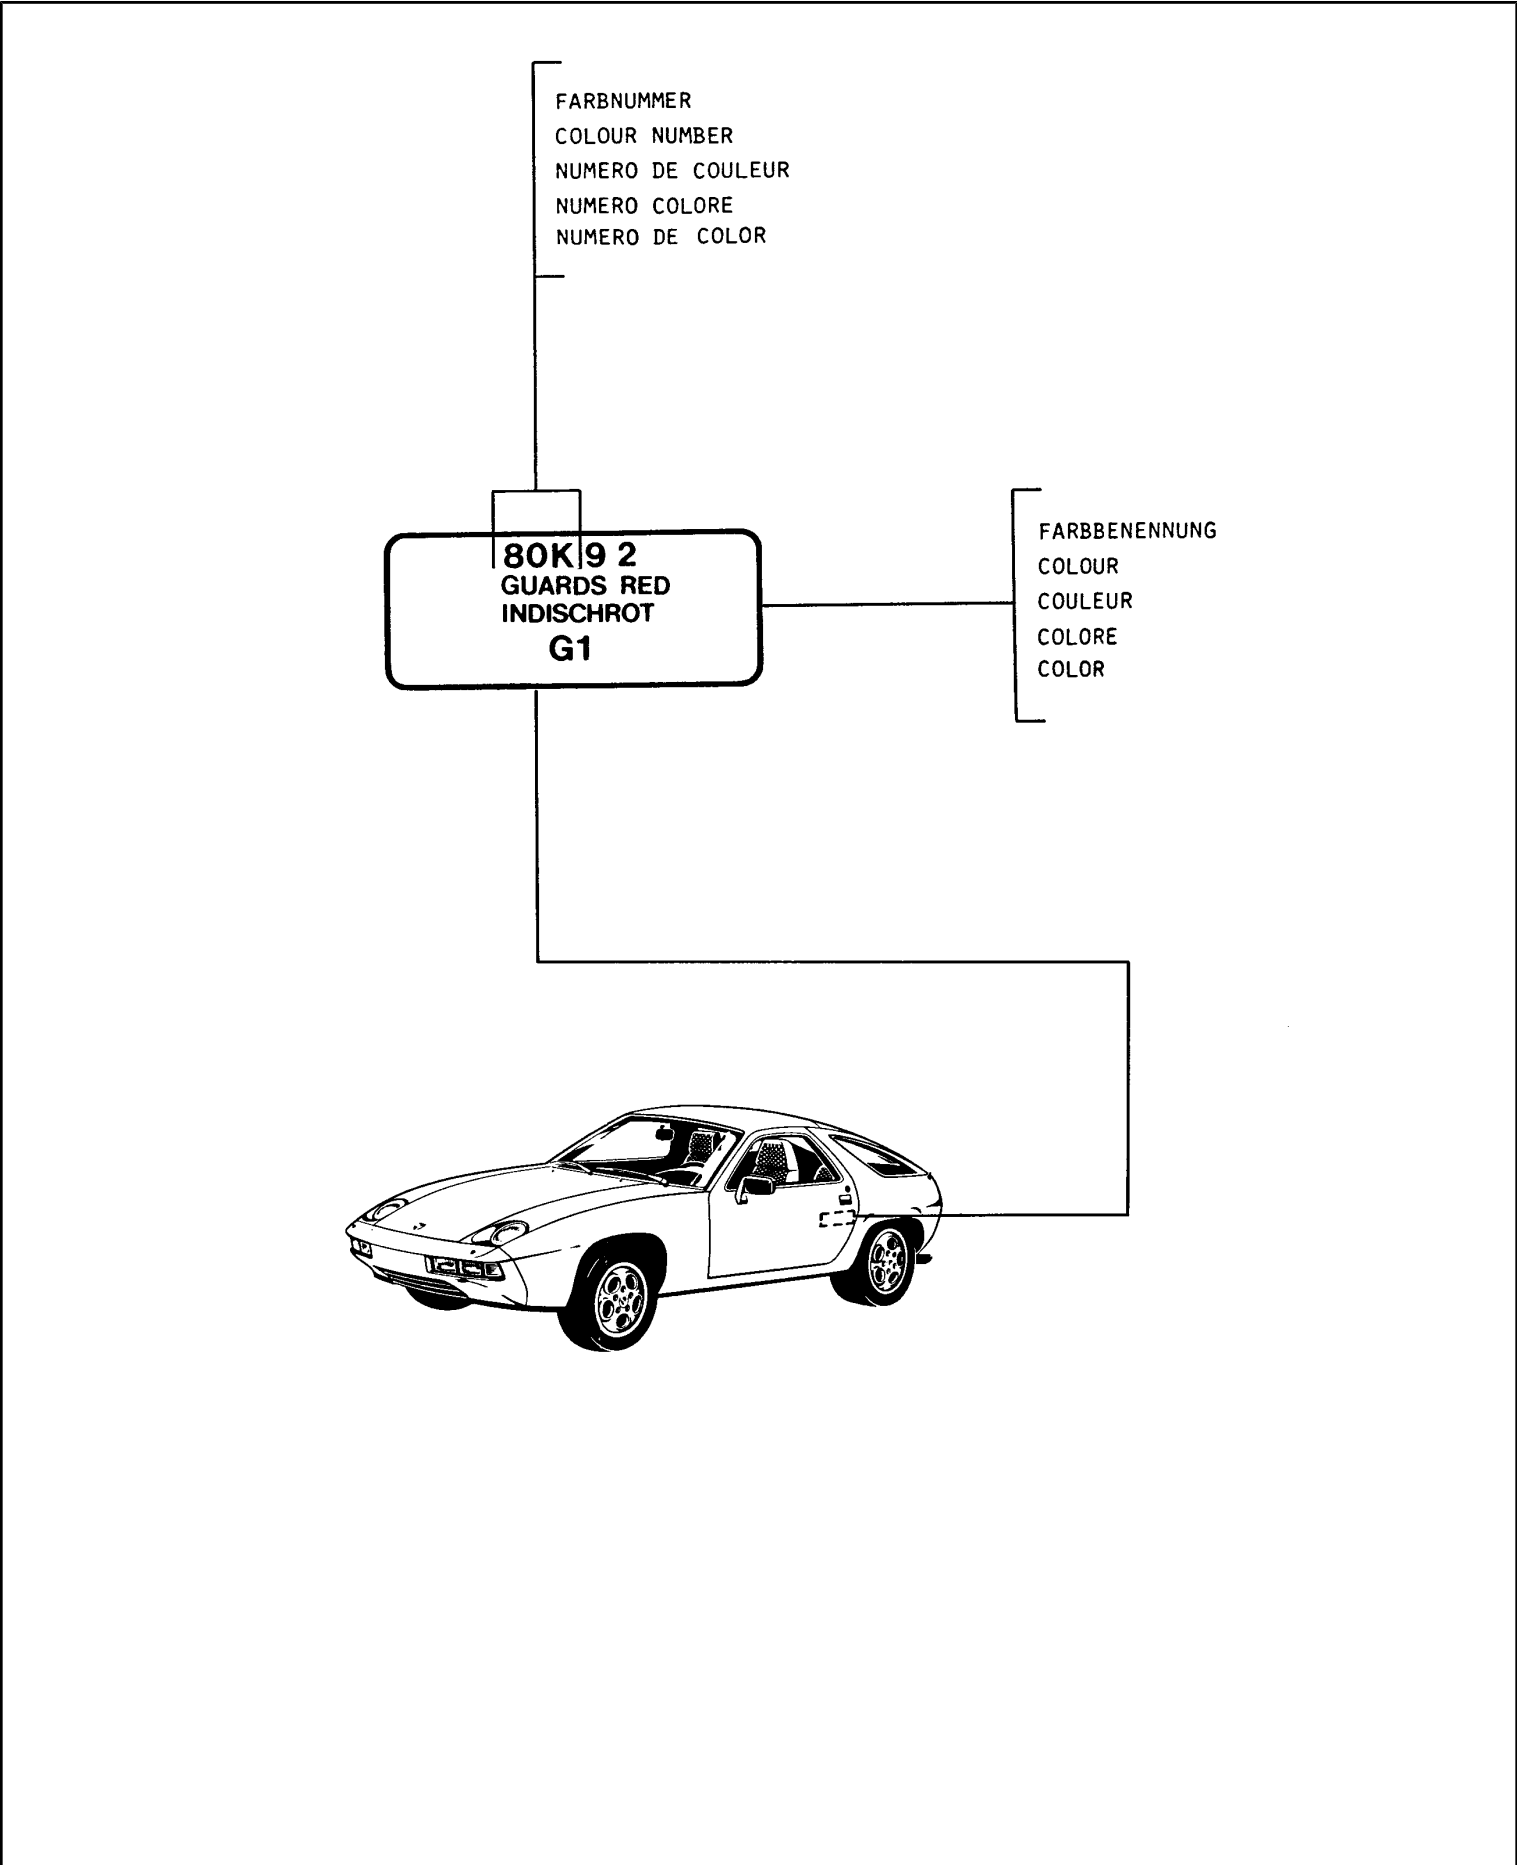 FARBNUMMER
COLOUR NUMBER
NUMERO DE COULEUR
NUMERO COLORE
NUMERO DE COLOR
80K 9 2
GUARDS RED
INDISCHROT
G1
FARBBENENNUNG
COLOUR
COULEUR
COLORE
COLOR